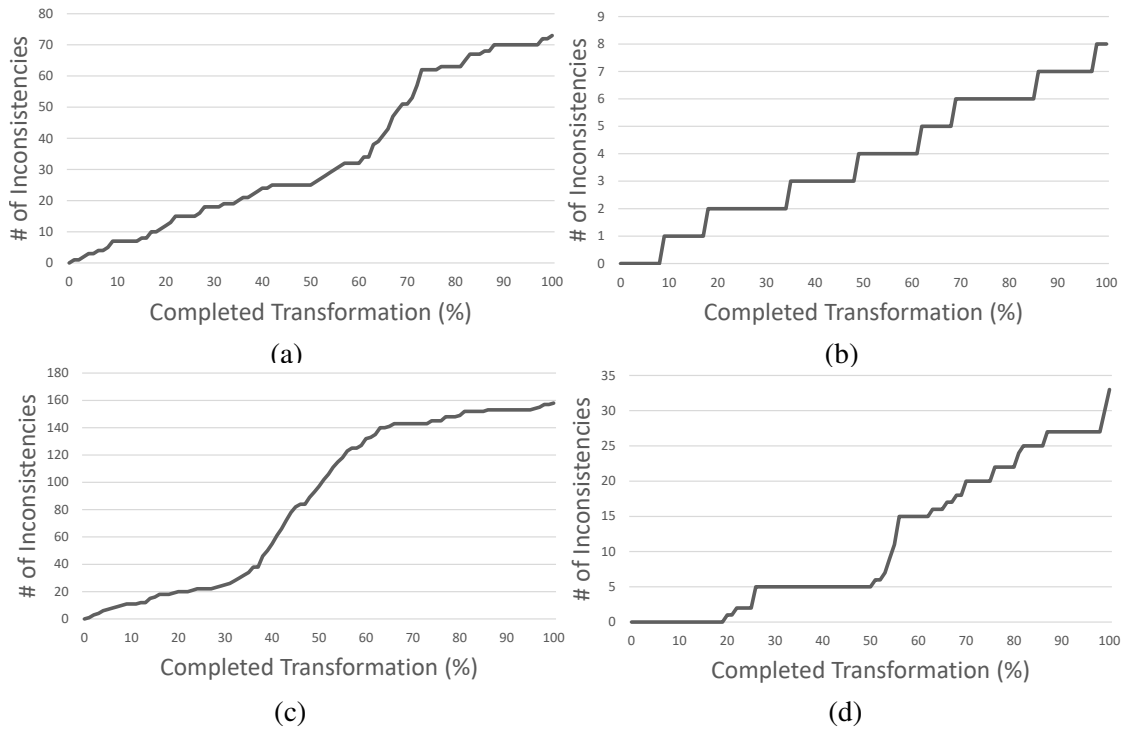 80
70
60
50
40
30
20
10
0
# of Inconsistencies
0 10 20 30 40 50 60 70 80 90 100
Completed Transformation (%)
(a)
9
8
7
6
5
4
3
2
1
0
# of Inconsistencies
0 10 20 30 40 50 60 70 80 90 100
Completed Transformation (%)
(b)
180
160
140
120
100
80
60
40
20
0
# of Inconsistencies
0 10 20 30 40 50 60 70 80 90 100
Completed Transformation (%)
(c)
35
30
25
20
15
10
5
0
# of Inconsistencies
0 10 20 30 40 50 60 70 80 90 100
Completed Transformation (%)
(d)